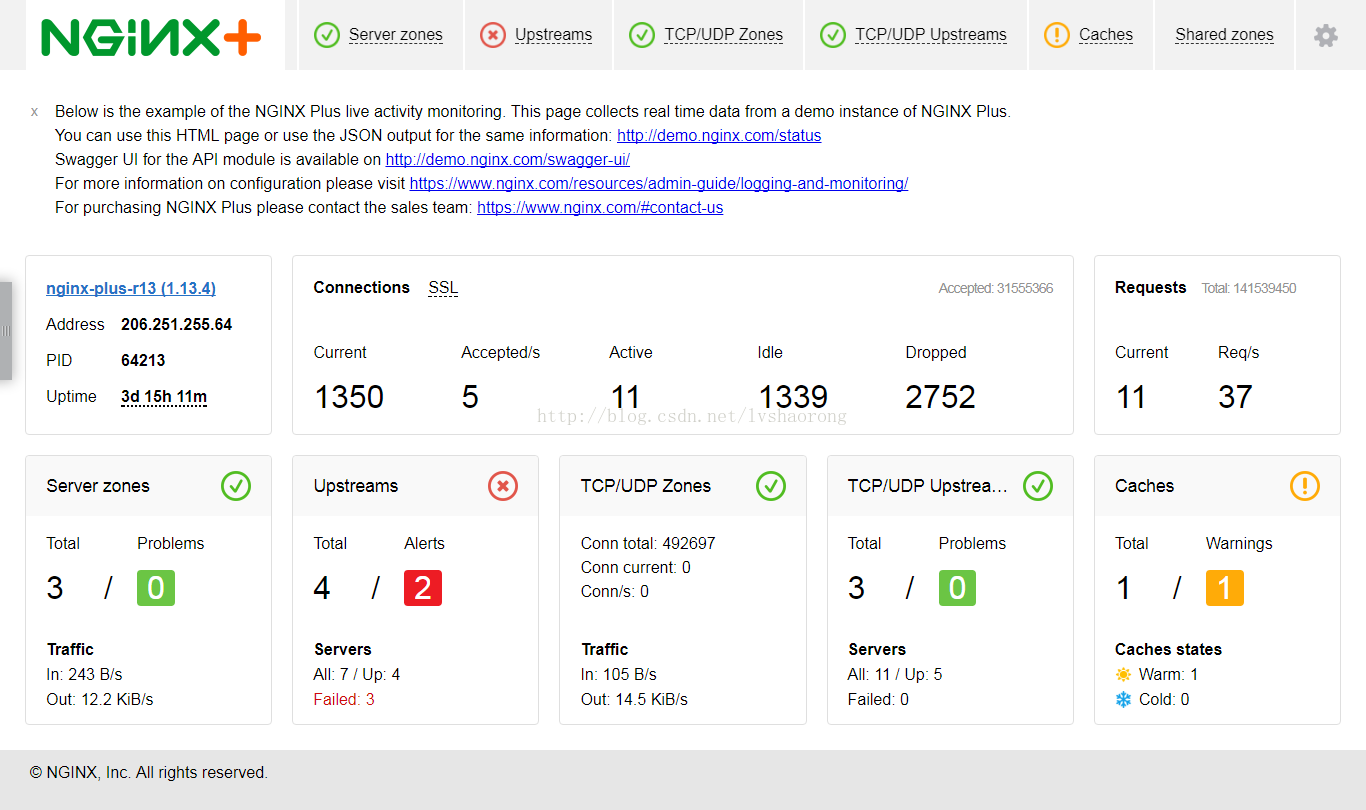 NGINX+
Server zones
Upstreams
TCP/UDP Zones
TCP/UDP Upstreams
Caches
Shared zones
x
Below is the example of the NGINX Plus live activity monitoring. This page collects real time data from a demo instance of NGINX Plus.
You can use this HTML page or use the JSON output for the same information: http://demo.nginx.com/status
Swagger UI for the API module is available on http://demo.nginx.com/swagger-ui/
For more information on configuration please visit https://www.nginx.com/resources/admin-guide/logging-and-monitoring/
For purchasing NGINX Plus please contact the sales team: https://www.nginx.com/#contact-us
nginx-plus-r13 (1.13.4)
Address 206.251.255.64
PID 64213
Uptime 3d 15h 11m
Connections SSL Accepted: 31555366
Current Accepted/s Active Idle Dropped
1350 5 11 1339 2752
Requests Total: 141539450
Current Req/s
11 37
http://blog.csdn.net/lvshaorong
Server zones
Total Problems
3 / 0
Traffic
In: 243 B/s
Out: 12.2 KiB/s
Upstreams
Total Alerts
4 / 2
Servers
All: 7 / Up: 4
Failed: 3
TCP/UDP Zones
Conn total: 492697
Conn current: 0
Conn/s: 0
Traffic
In: 105 B/s
Out: 14.5 KiB/s
TCP/UDP Upstrea...
Total Problems
3 / 0
Servers
All: 11 / Up: 5
Failed: 0
Caches
Total Warnings
1 / 1
Caches states
Warm: 1
Cold: 0
© NGINX, Inc. All rights reserved.